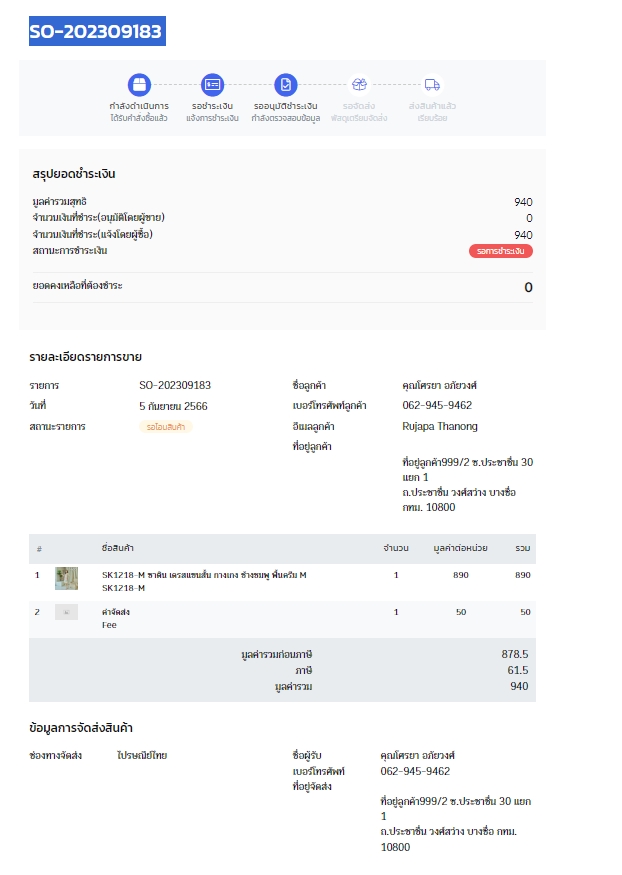 SO-202309183
กำลังดำเนินการ รอชำระเงิน รออนุมัติชำระเงิน รอจัดส่ง ส่งสินค้าแล้ว
ได้รับคำสั่งซื้อแล้ว แจ้งการชำระเงิน กำลังตรวจสอบข้อมูล พัสดุเตรียมจัดส่ง เรียบร้อย
สรุปยอดชำระเงิน
มูลค่ารวมสุทธิ 940
จำนวนเงินที่ชำระ(อนุมัติโดยผู้ขาย) 0
จำนวนเงินที่ชำระ(แจ้งโดยผู้ซื้อ) 940
สถานะการชำระเงิน รอการชำระเงิน
ยอดคงเหลือที่ต้องชำระ 0
รายละเอียดรายการขาย
รายการ SO-202309183 ชื่อลูกค้า คุณโศรยา อภัยวงศ์
วันที่ 5 กันยายน 2566 เบอร์โทรศัพท์ลูกค้า 062-945-9462
สถานะรายการ รอโอนสินค้า อีเมลลูกค้า Rujapa Thanong
ที่อยู่ลูกค้า
ที่อยู่ลูกค้า999/2 ซ.ประชาชื่น 30
แยก 1
ถ.ประชาชื่น วงศ์สว่าง บางซื่อ
กทม. 10800
# ชื่อสินค้า จำนวน มูลค่าต่อหน่วย รวม
1 SK1218-M ซาติน เดรสแขนสั้น กางเกง ช้างชมพู พื้นครีม M 1 890 890
SK1218-M
2 ค่าจัดส่ง 1 50 50
Fee
มูลค่ารวมก่อนภาษี 878.5
ภาษี 61.5
มูลค่ารวม 940
ข้อมูลการจัดส่งสินค้า
ช่องทางจัดส่ง ไปรษณีย์ไทย ชื่อผู้รับ คุณโศรยา อภัยวงศ์
เบอร์โทรศัพท์ 062-945-9462
ที่อยู่จัดส่ง
ที่อยู่ลูกค้า999/2 ซ.ประชาชื่น 30 แยก
1
ถ.ประชาชื่น วงศ์สว่าง บางซื่อ กทม.
10800